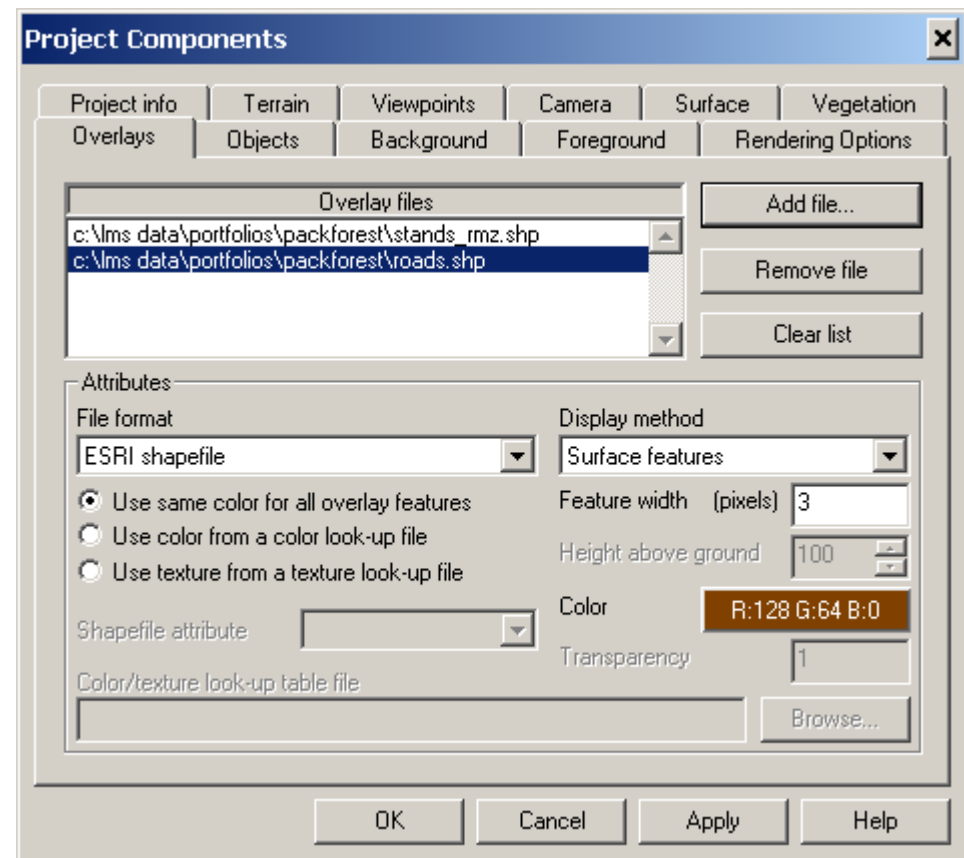 Project Components
Project info Terrain Viewpoints Camera Surface Vegetation
Overlays Objects Background Foreground Rendering Options
Overlay files
c:\lms data\portfolios\packforest\stands_rmz.shp
c:\lms data\portfolios\packforest\roads.shp
Add file...
Remove file
Clear list
Attributes
File format
ESRI shapefile
Use same color for all overlay features
Use color from a color look-up file
Use texture from a texture look-up file
Shapefile attribute
Color/texture look-up table file
Display method
Surface features
Feature width (pixels) 3
Height above ground 100
Color R:128 G:64 B:0
Transparency 1
Browse...
OK Cancel Apply Help